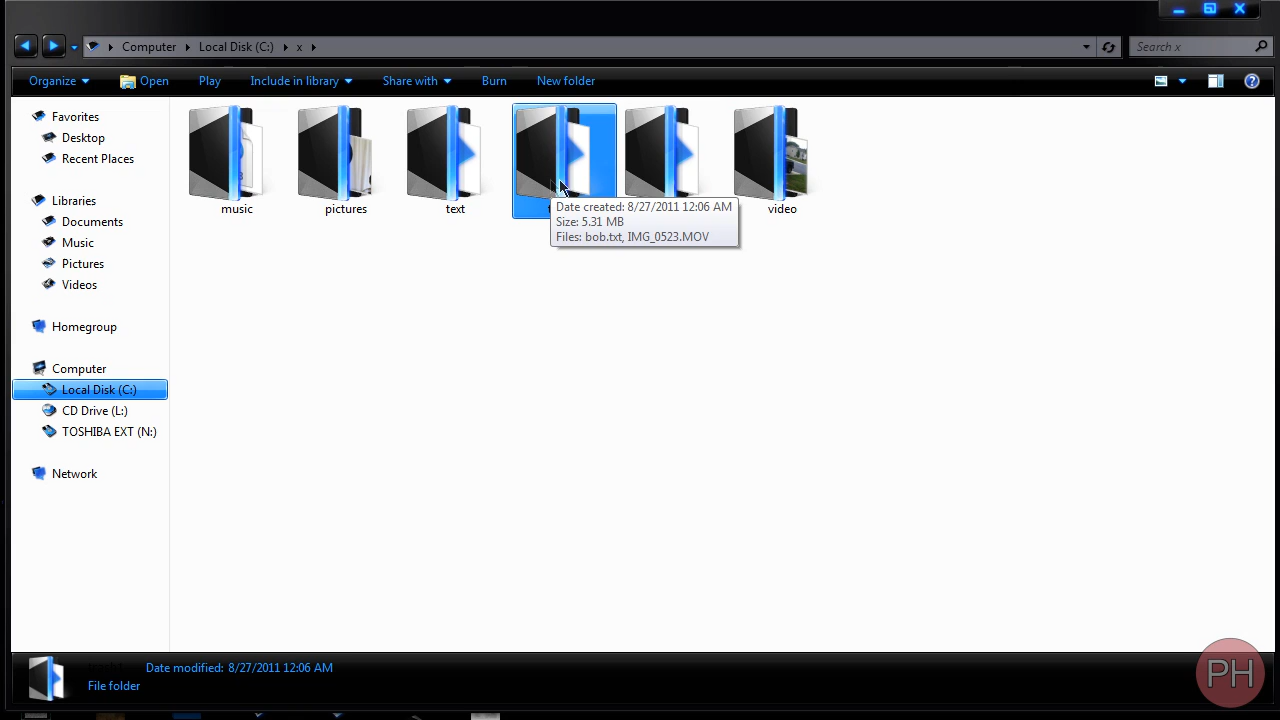 Computer Local Disk (C:) x
Search x
Organize Open Play Include in library Share with Burn New folder
Favorites
Desktop
Recent Places
Libraries
Documents
Music
Pictures
Videos
Homegroup
Computer
Local Disk (C:)
CD Drive (L:)
TOSHIBA EXT (N:)
Network
music pictures text video
Date created: 8/27/2011 12:06 AM
Size: 5.31 MB
Files: bob.txt, IMG_0523.MOV
Date modified: 8/27/2011 12:06 AM
File folder
PH